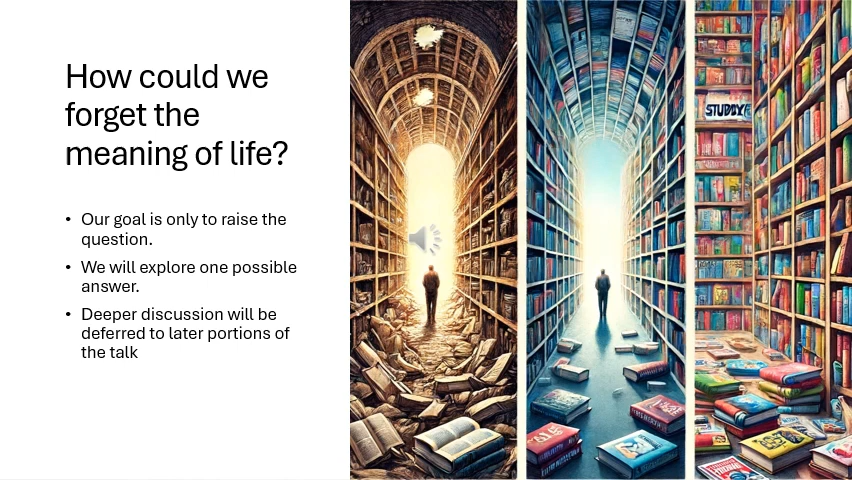 How could we
forget the
meaning of life?
• Our goal is only to raise the
question.
• We will explore one possible
answer.
• Deeper discussion will be
deferred to later portions of
the talk